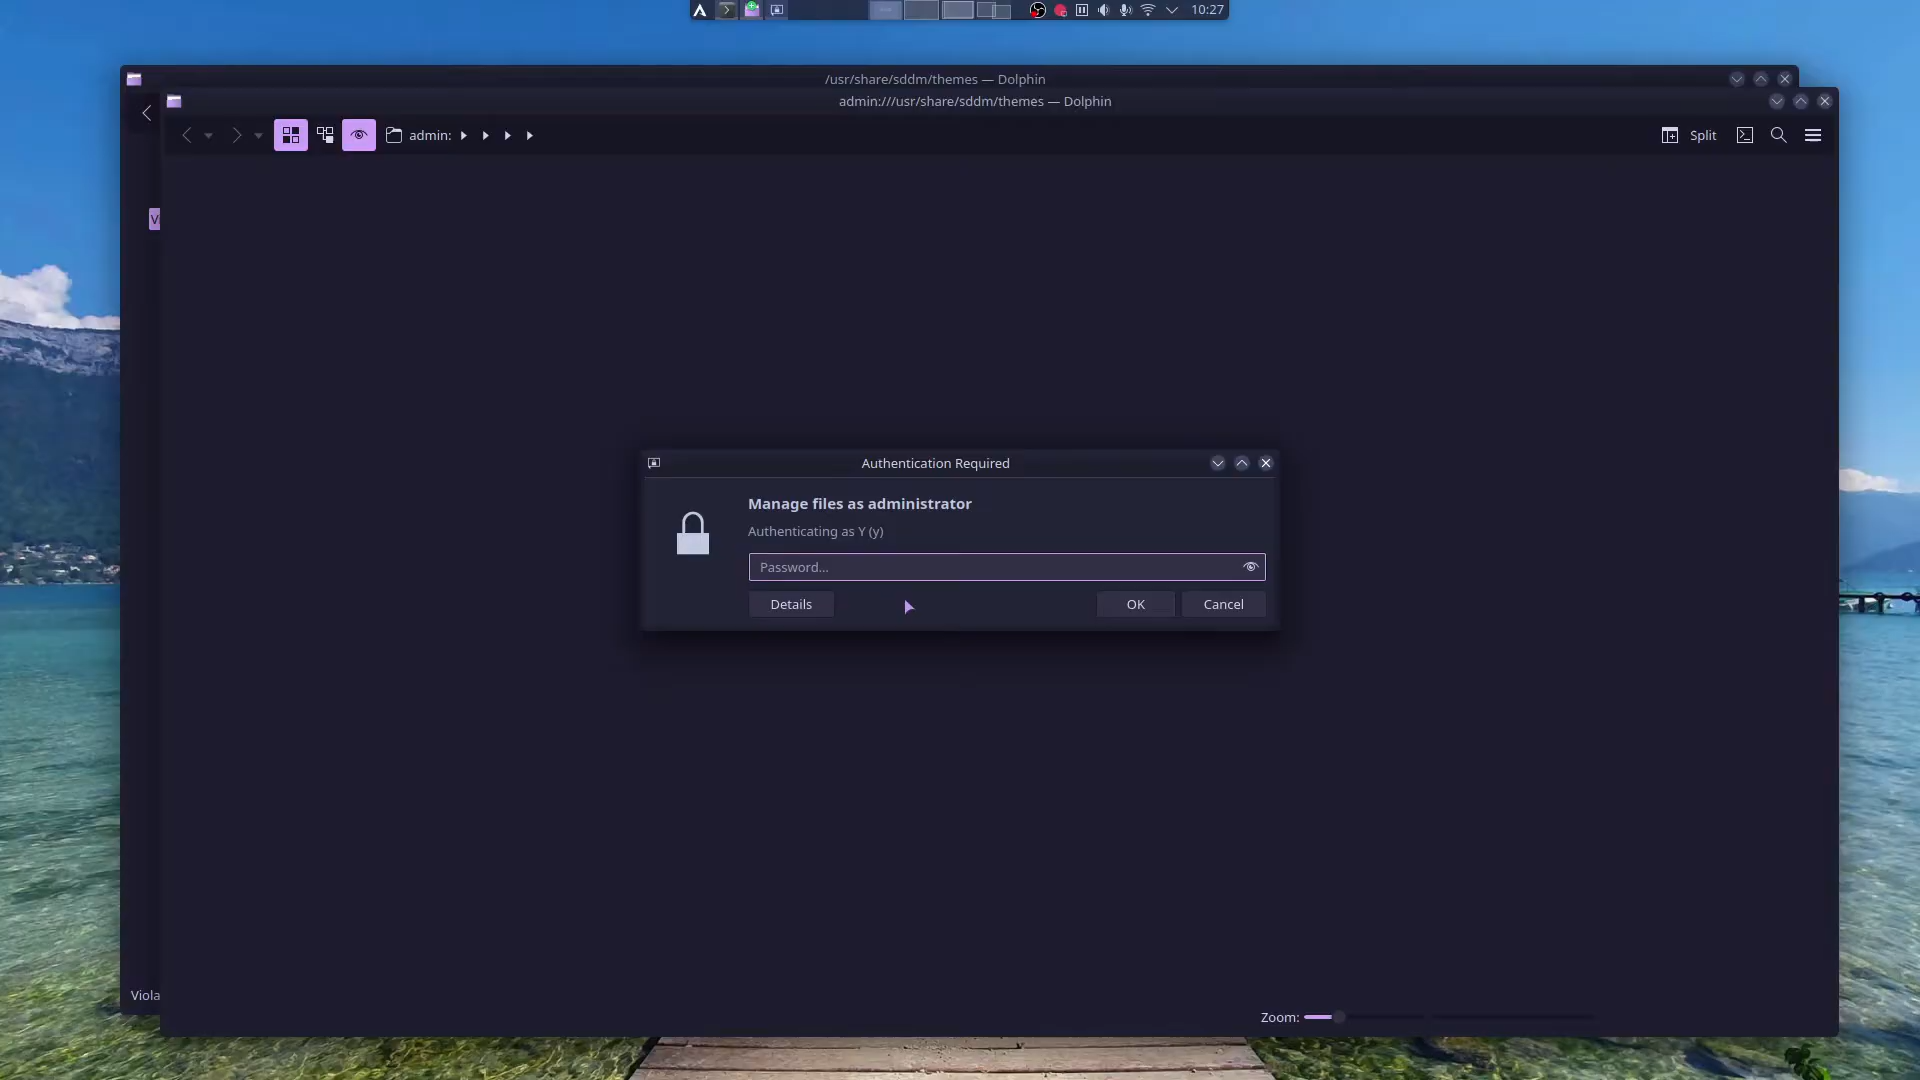 10:27
/usr/share/sddm/themes — Dolphin
admin:///usr/share/sddm/themes — Dolphin
admin:
Split
V
Authentication Required
Manage files as administrator
Authenticating as Y (y)
Password...
Details
OK
Cancel
Viola
Zoom: